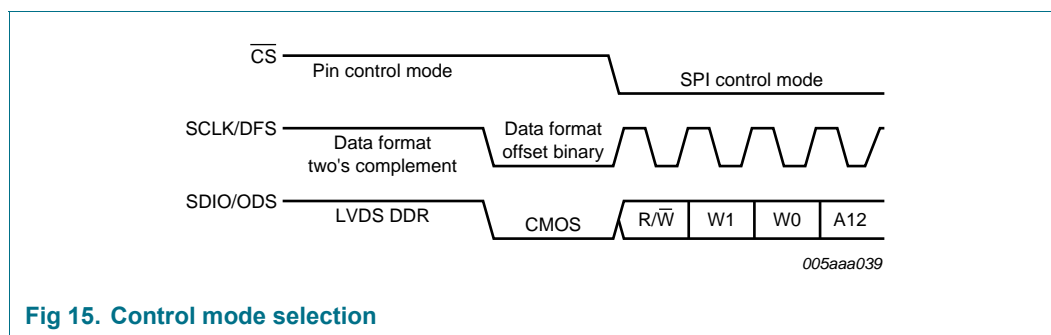 C̅S̅
Pin control mode
SPI control mode
SCLK/DFS
Data format
two's complement
Data format
offset binary
SDIO/ODS
LVDS DDR
CMOS
R/W̅
W1
W0
A12
005aaa039
Fig 15. Control mode selection